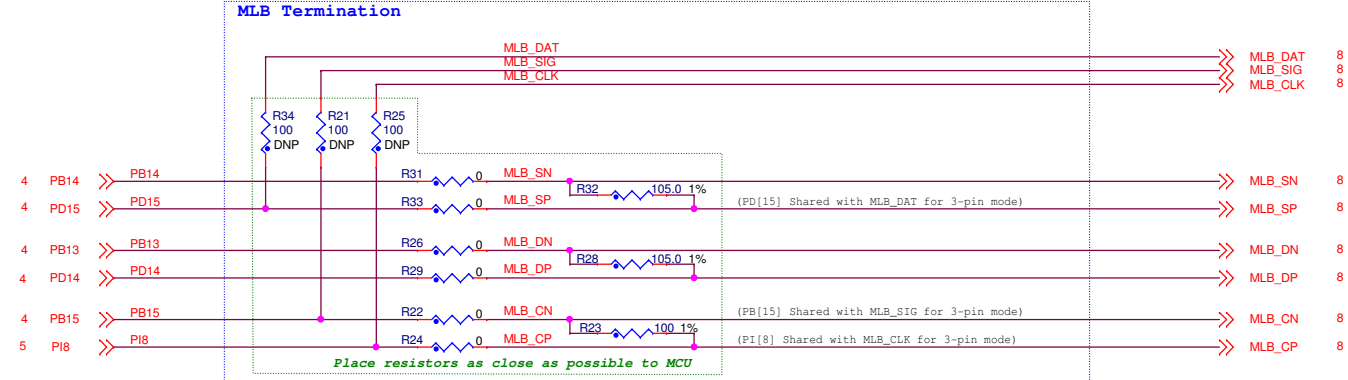 MLB Termination
MLB_DAT
MLB_DAT 8
MLB_SIG
MLB_SIG 8
MLB_CLK
MLB_CLK 8
R34 R21 R25
100 100 100
DNP DNP DNP
4 PB14 PB14 R31 0 MLB_SN MLB_SN 8
R32 105.0 1%
4 PD15 PD15 R33 0 MLB_SP (PD[15] Shared with MLB_DAT for 3-pin mode) MLB_SP 8
4 PB13 PB13 R26 0 MLB_DN MLB_DN 8
R28 105.0 1%
4 PD14 PD14 R29 0 MLB_DP MLB_DP 8
4 PB15 PB15 R22 0 MLB_CN (PB[15] Shared with MLB_SIG for 3-pin mode) MLB_CN 8
R23 100 1%
5 PI8 PI8 R24 0 MLB_CP (PI[8] Shared with MLB_CLK for 3-pin mode) MLB_CP 8
Place resistors as close as possible to MCU